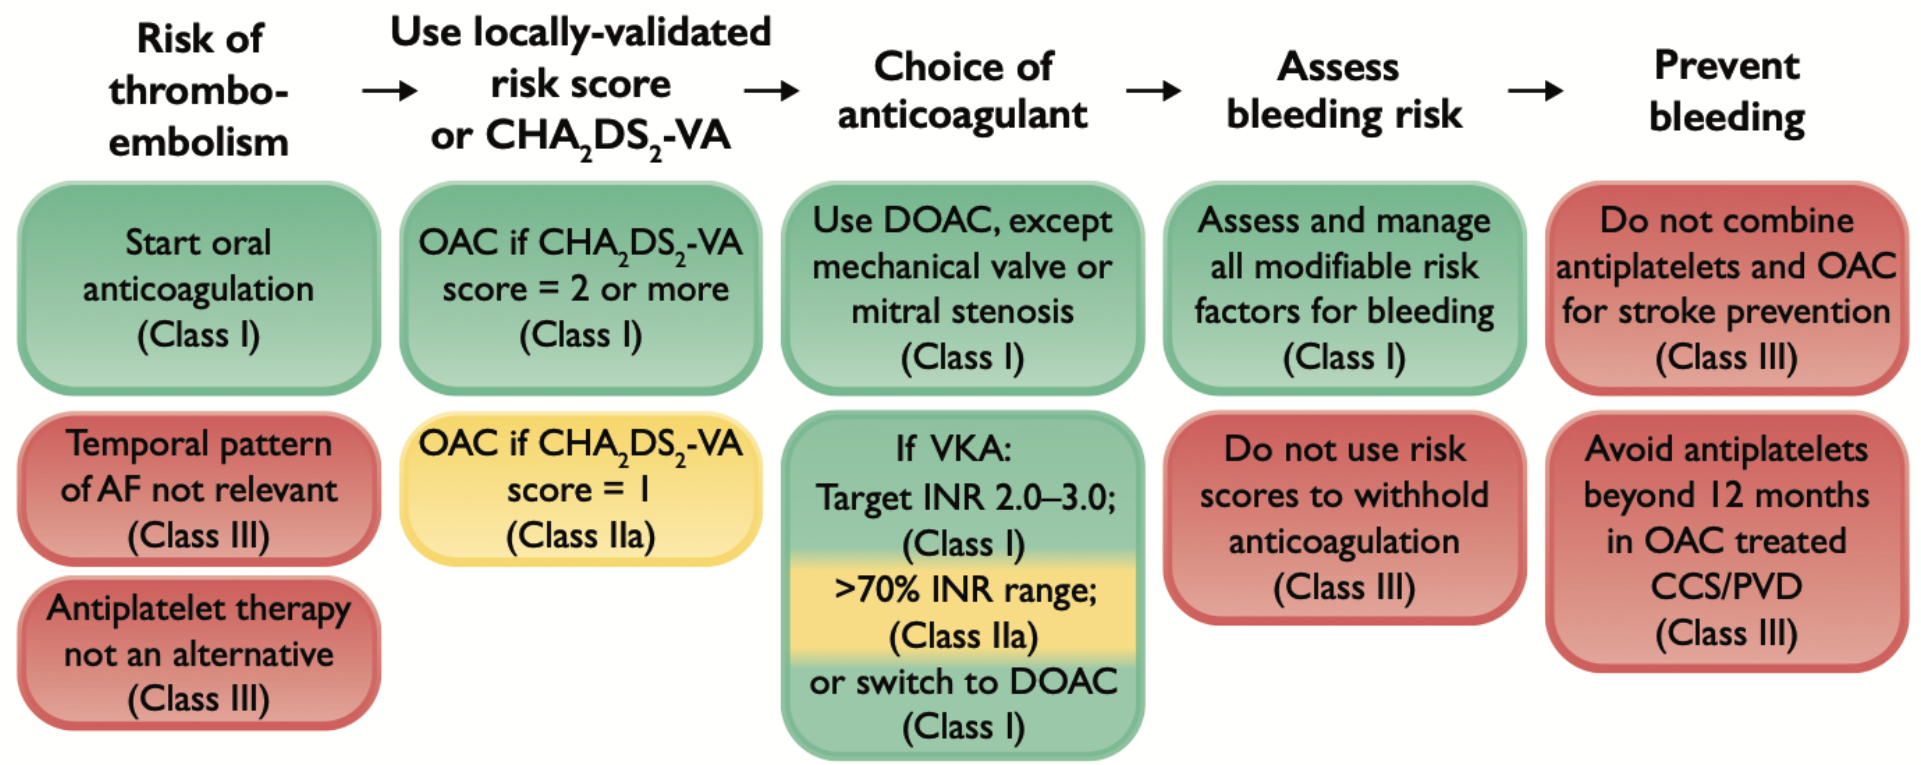 Risk of
thrombo-
embolism
Use locally-validated
risk score
or CHA₂DS₂-VA
Choice of
anticoagulant
Assess
bleeding risk
Prevent
bleeding
Start oral
anticoagulation
(Class I)
Temporal pattern
of AF not relevant
(Class III)
Antiplatelet therapy
not an alternative
(Class III)
OAC if CHA₂DS₂-VA
score = 2 or more
(Class I)
OAC if CHA₂DS₂-VA
score = 1
(Class IIa)
Use DOAC, except
mechanical valve or
mitral stenosis
(Class I)
If VKA:
Target INR 2.0–3.0;
(Class I)
>70% INR range;
(Class IIa)
or switch to DOAC
(Class I)
Assess and manage
all modifiable risk
factors for bleeding
(Class I)
Do not use risk
scores to withhold
anticoagulation
(Class III)
Do not combine
antiplatelets and OAC
for stroke prevention
(Class III)
Avoid antiplatelets
beyond 12 months
in OAC treated
CCS/PVD
(Class III)